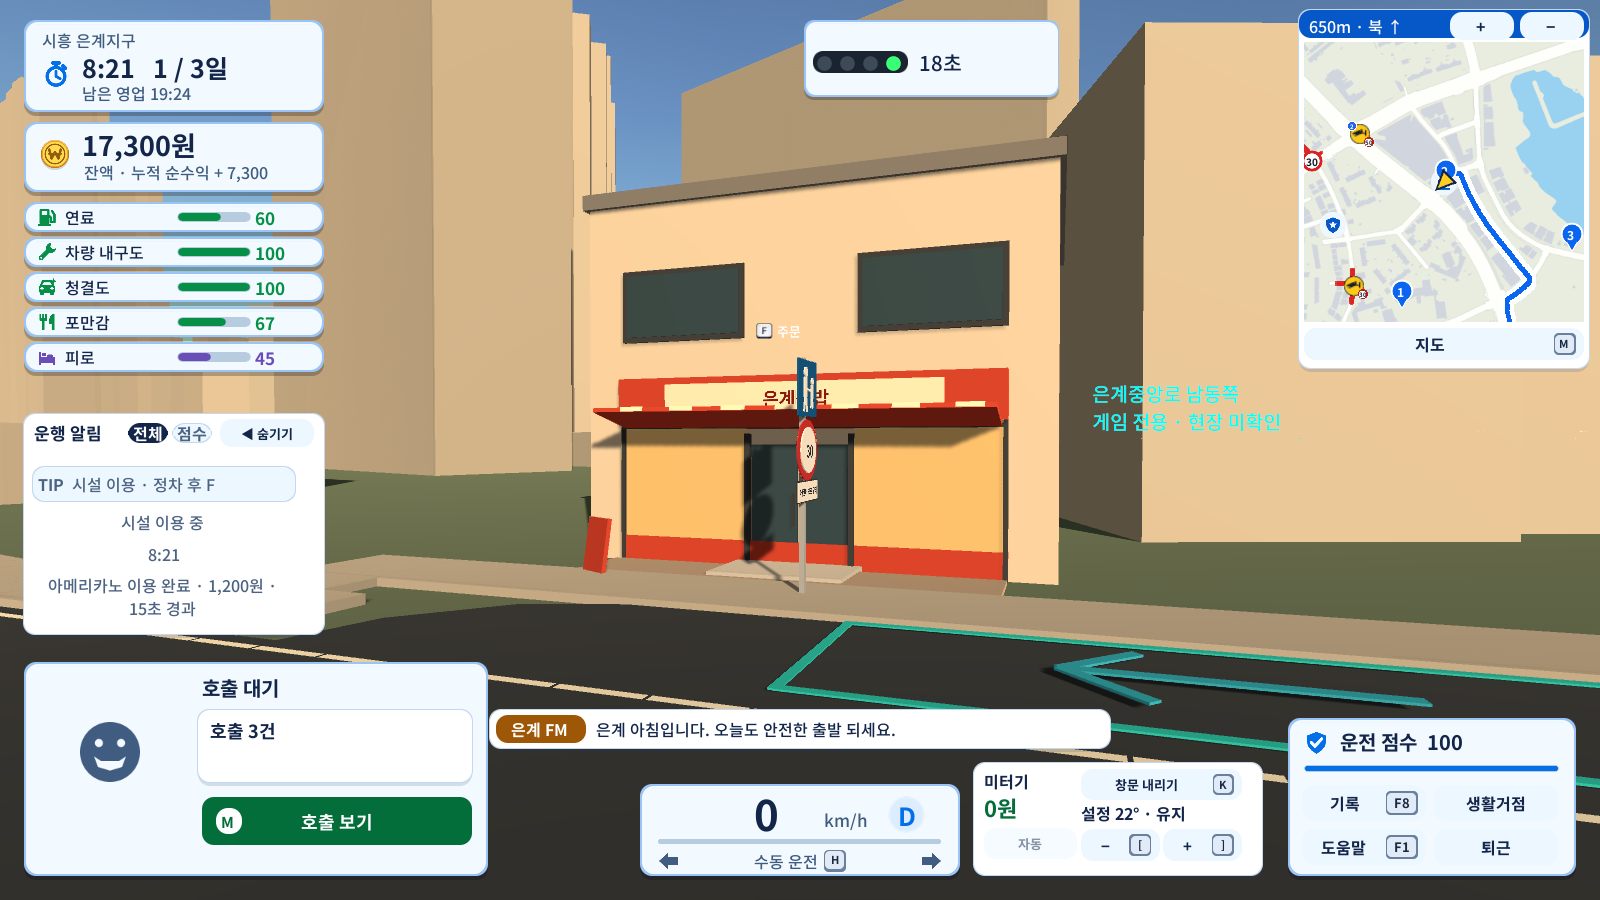 시흥 은계지구
8:21 1 / 3일
남은 영업 19:24
17,300원
잔액 · 누적 순수익 + 7,300
연료 60
차량 내구도 100
청결도 100
포만감 67
피로 45
운행 알림 전체 점수 ◀ 숨기기
TIP 시설 이용 · 정차 후 F
시설 이용 중
8:21
아메리카노 이용 완료 · 1,200원 ·
15초 경과
호출 대기
호출 3건
M 호출 보기
18초
F 주문
은계 밥
30
은계중앙로 남동쪽
게임 전용 · 현장 미확인
650m · 북 ↑ + −
30
3
1
지도 M
은계 FM 은계 아침입니다. 오늘도 안전한 출발 되세요.
0 km/h D
수동 운전 H
미터기 창문 내리기 K
0원 설정 22° · 유지
자동 − [ + ]
운전 점수 100
기록 F8 생활거점
도움말 F1 퇴근